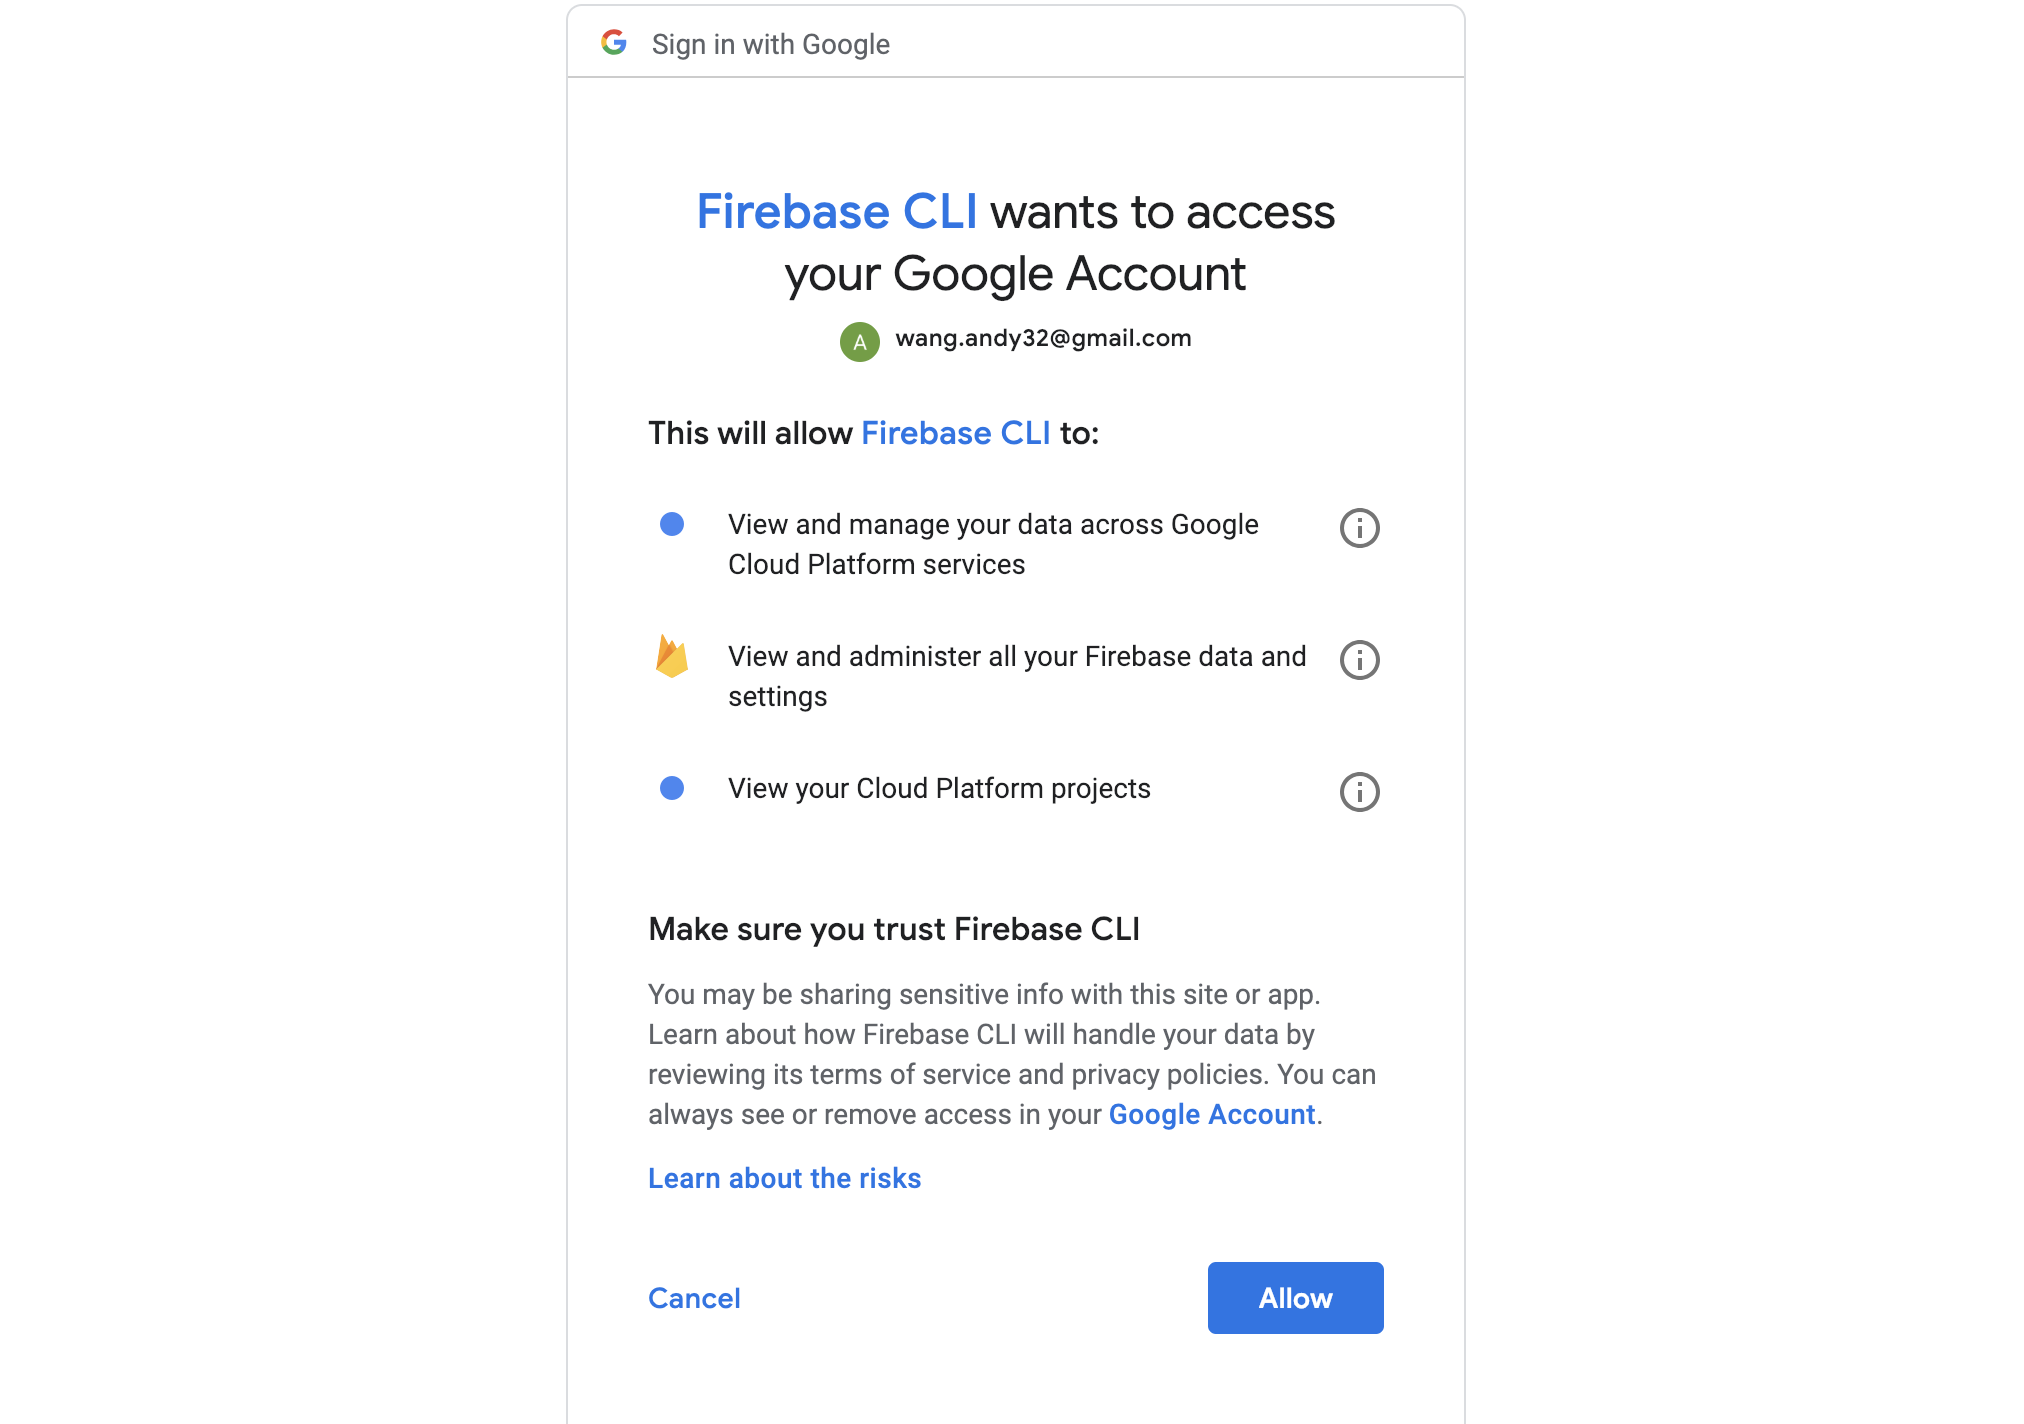 Sign in with Google
Firebase CLI wants to access
your Google Account
A wang.andy32@gmail.com
This will allow Firebase CLI to:
View and manage your data across Google
Cloud Platform services
View and administer all your Firebase data and
settings
View your Cloud Platform projects
Make sure you trust Firebase CLI
You may be sharing sensitive info with this site or app.
Learn about how Firebase CLI will handle your data by
reviewing its terms of service and privacy policies. You can
always see or remove access in your Google Account.
Learn about the risks
Cancel Allow